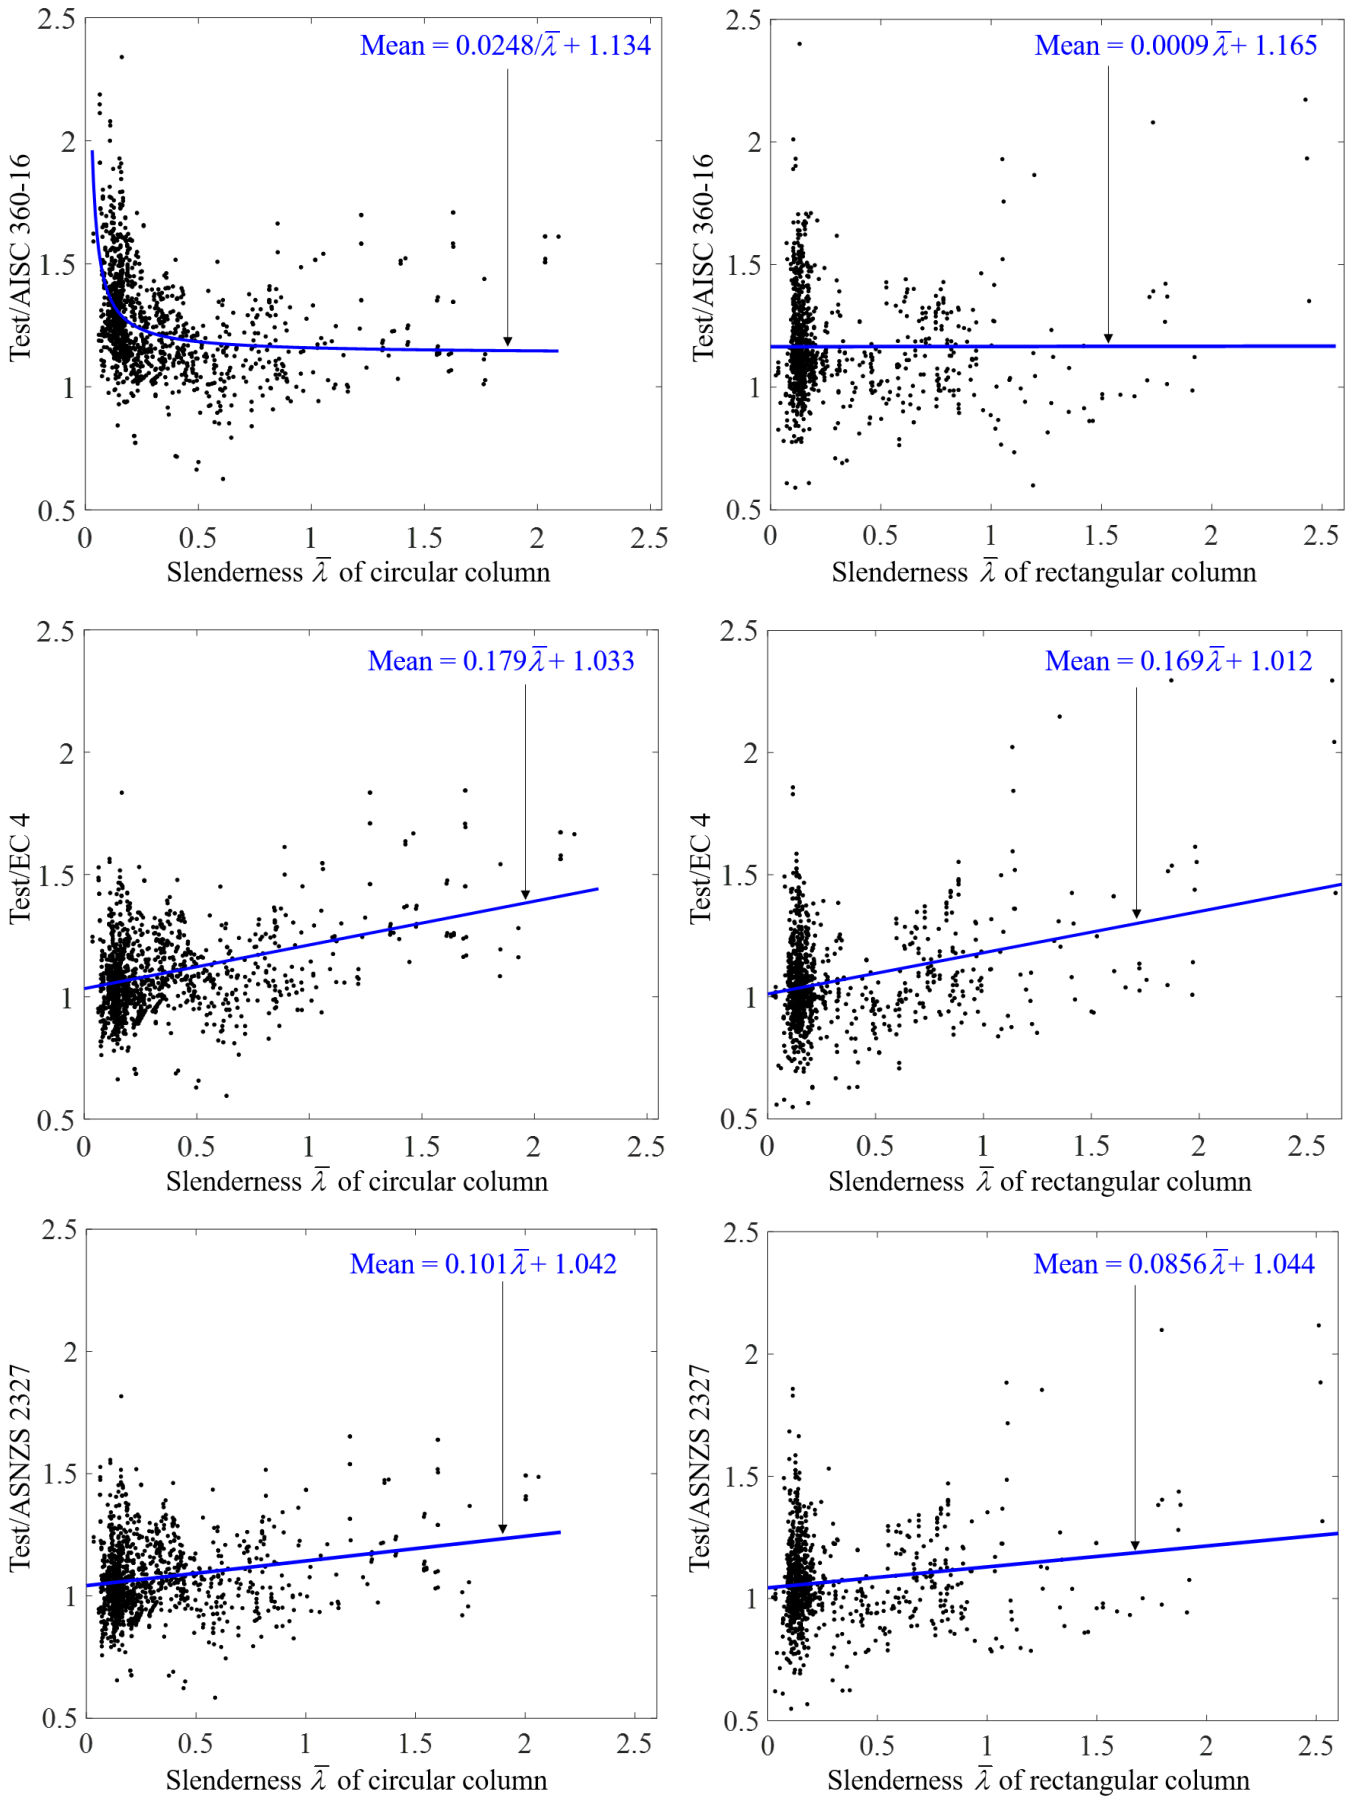 Test/AISC 360-16
2.5
2
1.5
1
0.5
Mean = 0.0248/λ̅ + 1.134
0 0.5 1 1.5 2 2.5
Slenderness λ̅ of circular column
Test/AISC 360-16
2.5
2
1.5
1
0.5
Mean = 0.0009λ̅ + 1.165
0 0.5 1 1.5 2 2.5
Slenderness λ̅ of rectangular column
Test/EC 4
2.5
2
1.5
1
0.5
Mean = 0.179λ̅ + 1.033
0 0.5 1 1.5 2 2.5
Slenderness λ̅ of circular column
Test/EC 4
2.5
2
1.5
1
0.5
Mean = 0.169λ̅ + 1.012
0 0.5 1 1.5 2 2.5
Slenderness λ̅ of rectangular column
Test/ASNZS 2327
2.5
2
1.5
1
0.5
Mean = 0.101λ̅ + 1.042
0 0.5 1 1.5 2 2.5
Slenderness λ̅ of circular column
Test/ASNZS 2327
2.5
2
1.5
1
0.5
Mean = 0.0856λ̅ + 1.044
0 0.5 1 1.5 2 2.5
Slenderness λ̅ of rectangular column